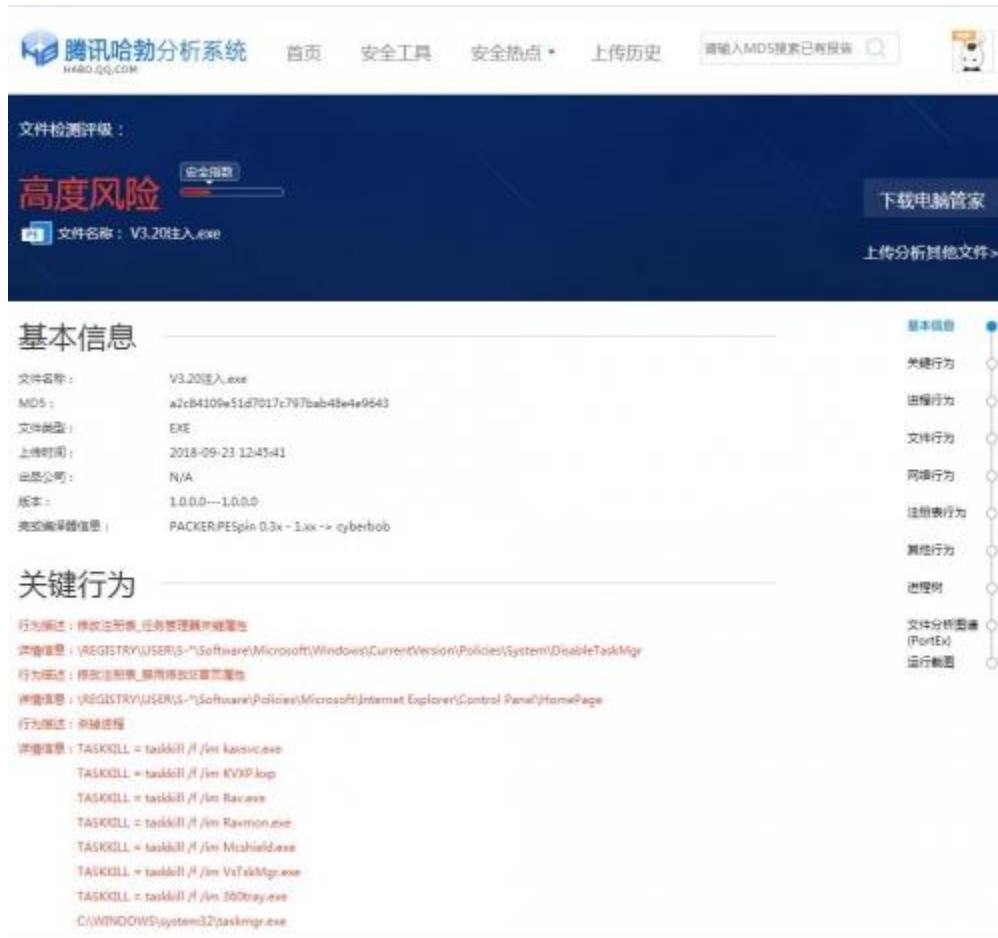 腾讯哈勃分析系统
HABO.QQ.COM
首页 安全工具 安全热点 上传历史
请输入MD5搜索已有报告
文件检测评级：
安全指数
高度风险
下载电脑管家
文件名称： V3.20注入.exe
上传分析其他文件>
基本信息
文件名称： V3.20注入.exe
MD5： a2c84109e51d7017c797bab48e4e9643
文件类型： EXE
上传时间： 2018-09-23 12:45:41
出品公司： N/A
版本： 1.0.0.0---1.0.0.0
壳或编译器信息： PACKER:PESpin 0.3x - 1.xx -> cyberbob
关键行为
行为描述：修改注册表_任务管理器关键属性
详情信息：\REGISTRY\USER\S-*\Software\Microsoft\Windows\CurrentVersion\Policies\System\DisableTaskMgr
行为描述：修改注册表_禁用修改IE首页属性
详情信息：\REGISTRY\USER\S-*\Software\Policies\Microsoft\Internet Explorer\Control Panel\HomePage
行为描述：杀掉进程
详情信息：TASKKILL = taskkill /f /im kavsvc.exe
TASKKILL = taskkill /f /im KVXP.kxp
TASKKILL = taskkill /f /im Rav.exe
TASKKILL = taskkill /f /im Ravmon.exe
TASKKILL = taskkill /f /im Mcshield.exe
TASKKILL = taskkill /f /im VsTskMgr.exe
TASKKILL = taskkill /f /im 360tray.exe
C:\WINDOWS\system32\taskmgr.exe
基本信息
关键行为
进程行为
文件行为
网络行为
注册表行为
其他行为
进程树
文件分析图谱
(PortEx)
运行截图